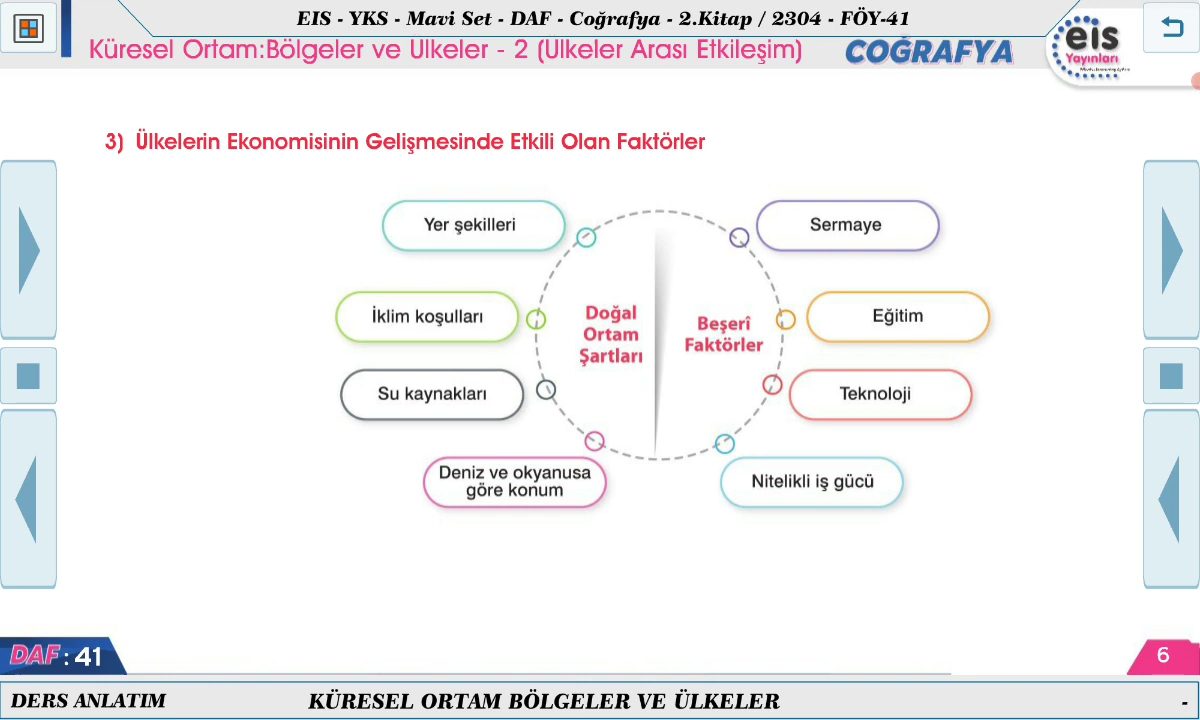 EIS - YKS - Mavi Set - DAF - Coğrafya - 2.Kitap / 2304 - FÖY-41
Küresel Ortam:Bölgeler ve Ülkeler - 2 (Ülkeler Arası Etkileşim)
COĞRAFYA
eis
Yayınları
3) Ülkelerin Ekonomisinin Gelişmesinde Etkili Olan Faktörler
Yer şekilleri
Sermaye
İklim koşulları
Doğal
Ortam
Şartları
Beşerî
Faktörler
Eğitim
Su kaynakları
Teknoloji
Deniz ve okyanusa
göre konum
Nitelikli iş gücü
DAF : 41
6
DERS ANLATIM
KÜRESEL ORTAM BÖLGELER VE ÜLKELER
-